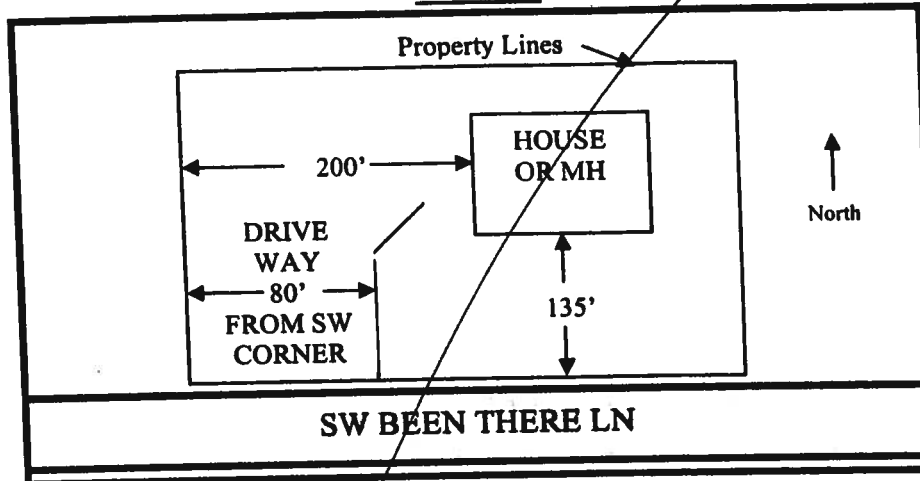 Property Lines
HOUSE
OR MH
200'
North
DRIVE
WAY
80'
FROM SW
CORNER
135'
SW BEEN THERE LN